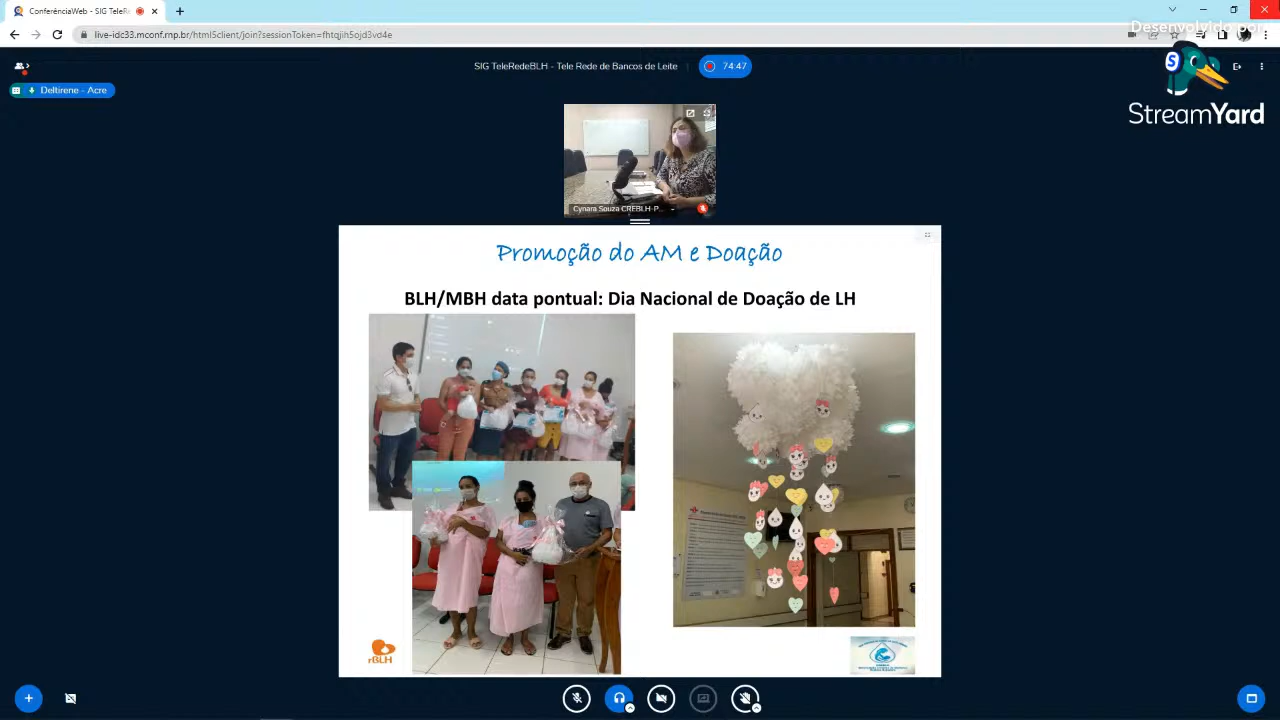 ConferênciaWeb - SIG TeleR
live-idc33.mconf.rnp.br/html5client/join?sessionToken=fhtqjih5ojd3vd4e
Desenvolvido por
StreamYard
SIG TeleRedeBLH - Tele Rede de Bancos de Leite
74:47
Deltirene - Acre
Cynara Souza CREBLH-P...
Promoção do AM e Doação
BLH/MBH data pontual: Dia Nacional de Doação de LH
rBLH